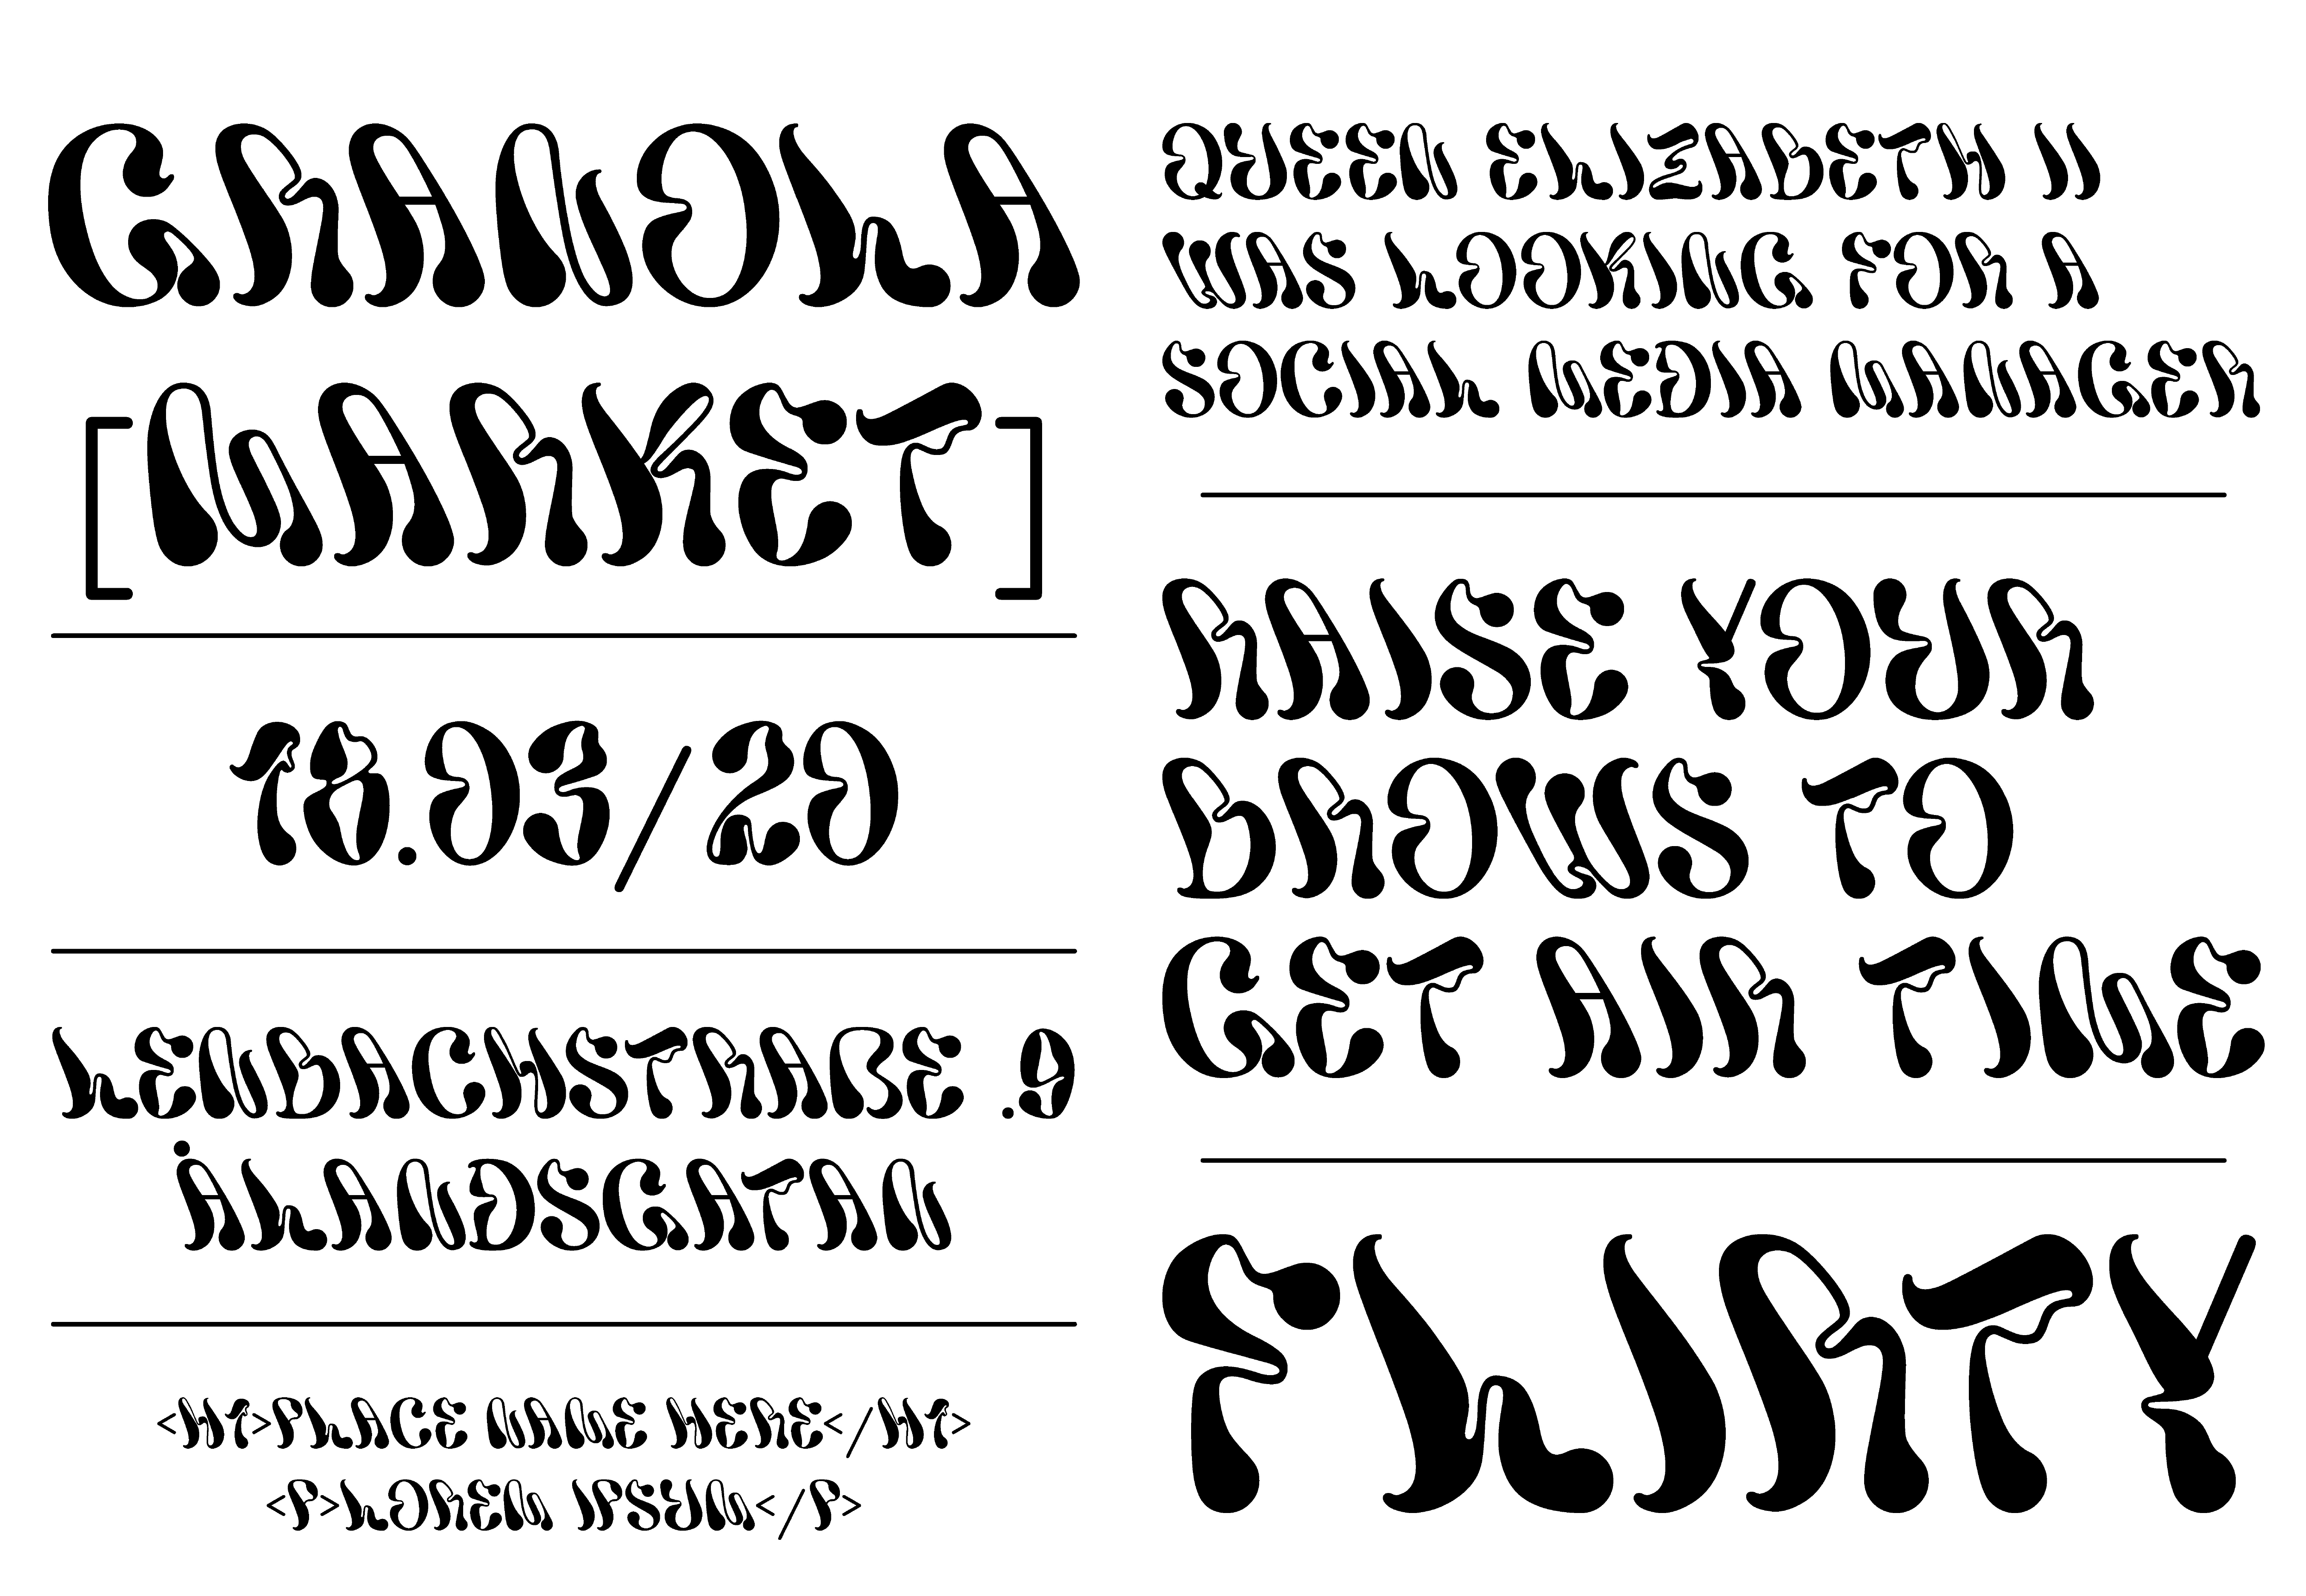 GRANOLA
[MARKET]
18.03/20
LENBACHSTRAßE .9
ÅLANDSGATAN
<H1>PLACE NAME HERE</H1>
<P>LOREM IPSUM</P>
QUEEN ELIZABETH II
WAS LOOKING FOR A
SOCIAL MEDIA MANAGER
RAISE YOUR
BROWS TO
GET AIR TIME
FLIRTY